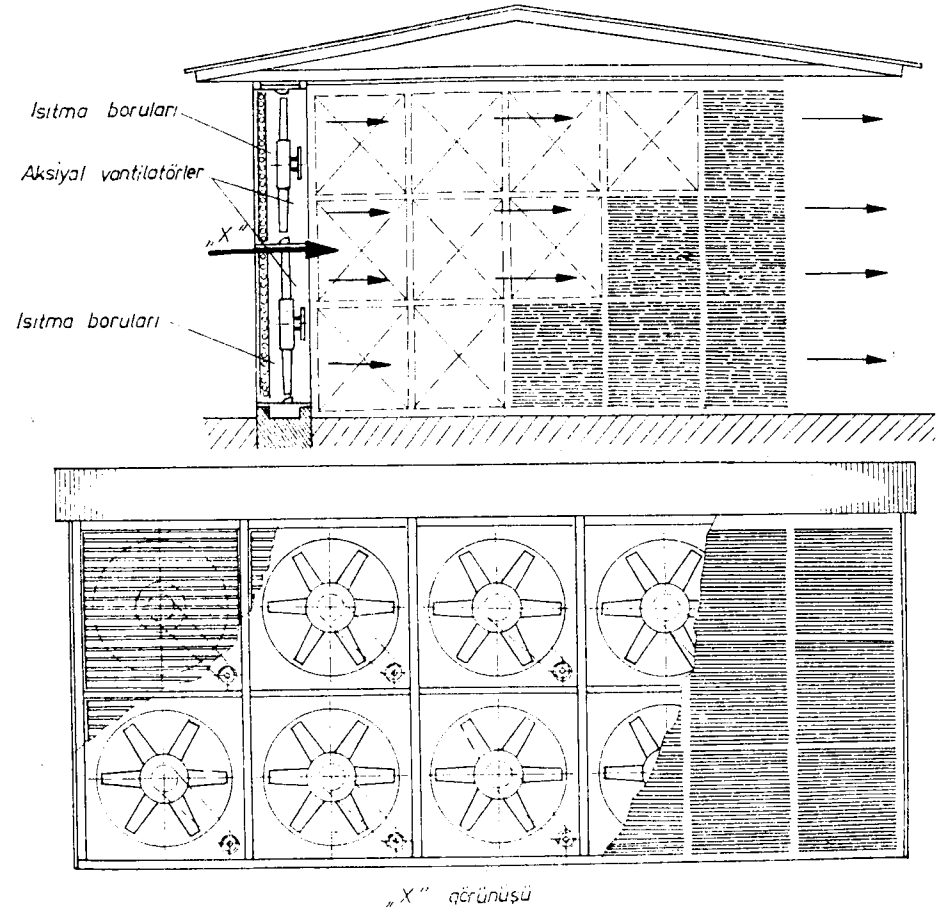 Isıtma boruları
Aksiyal vantilatörler
„X“
Isıtma boruları
„X“ görünüşü